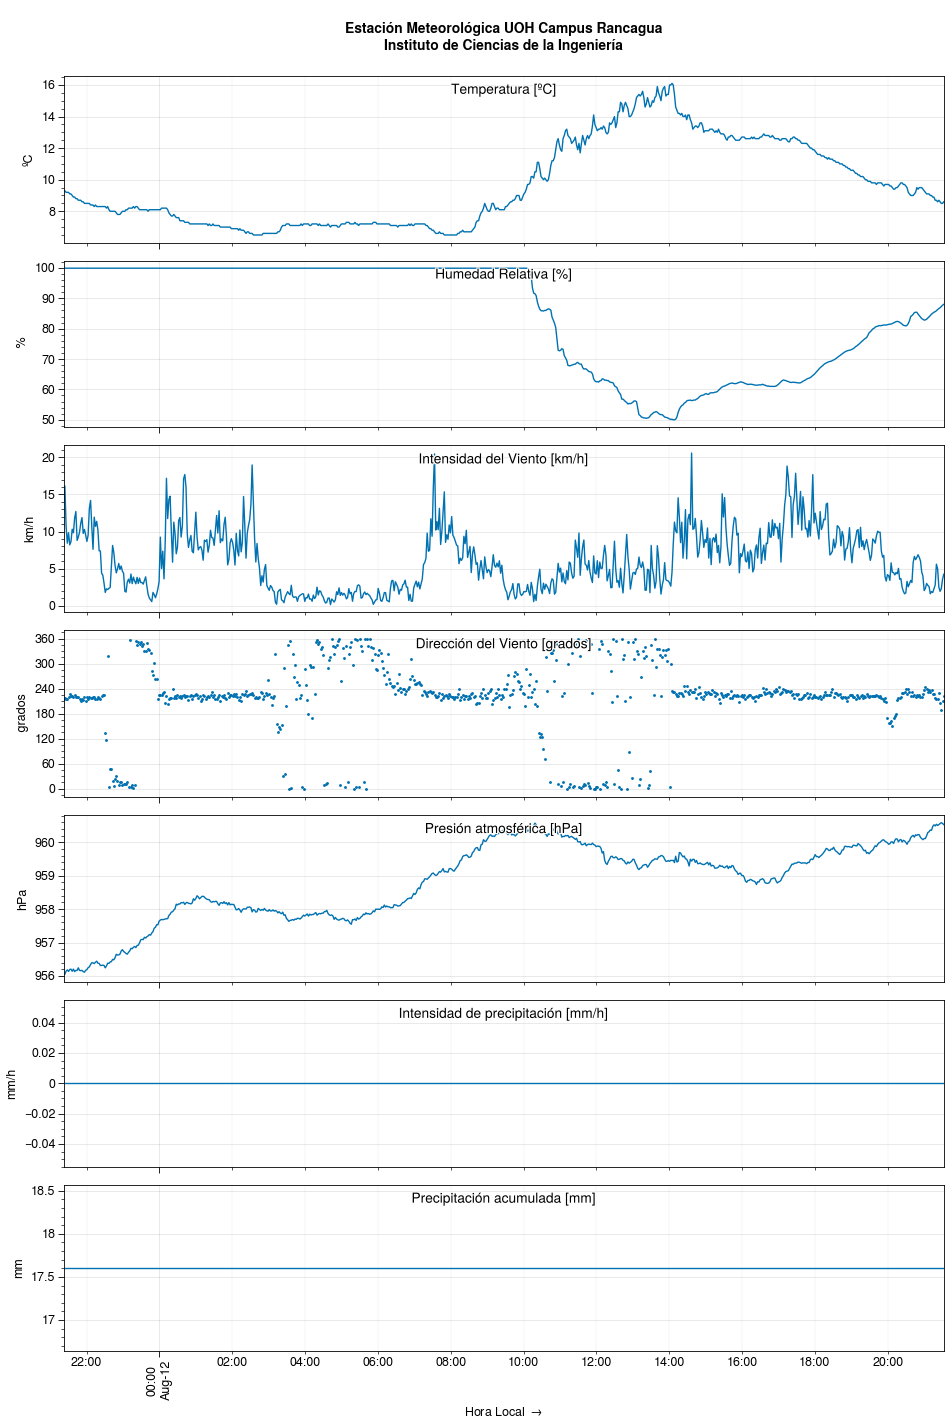 Estación Meteorológica UOH Campus Rancagua
Instituto de Ciencias de la Ingeniería
Temperatura [ºC]
16
14
12
10
8
ºC
Humedad Relativa [%]
100
90
80
70
60
50
%
Intensidad del Viento [km/h]
20
15
10
5
0
km/h
Dirección del Viento [grados]
360
300
240
180
120
60
0
grados
Presión atmosférica [hPa]
960
959
958
957
956
hPa
Intensidad de precipitación [mm/h]
0.04
0.02
0
−0.02
−0.04
mm/h
Precipitación acumulada [mm]
18.5
18
17.5
17
mm
22:00
00:00
Aug-12
02:00
04:00
06:00
08:00
10:00
12:00
14:00
16:00
18:00
20:00
Hora Local →